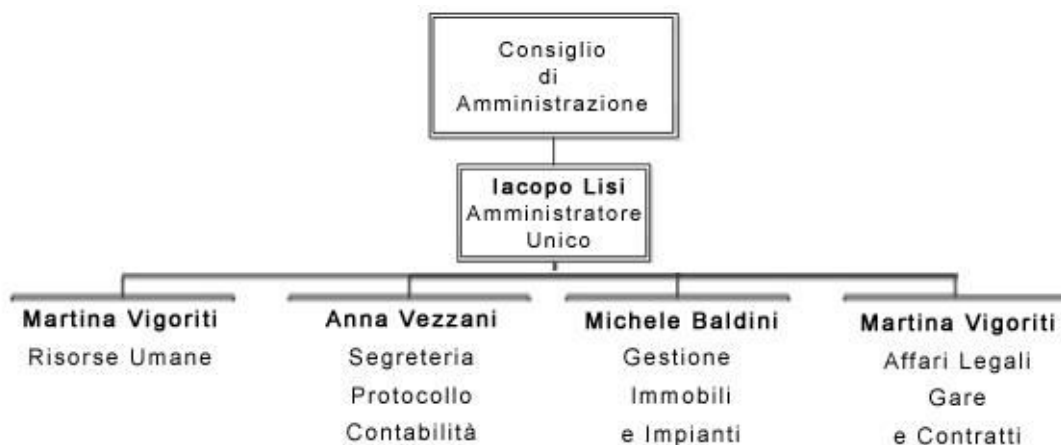 Consiglio
di
Amministrazione
Iacopo Lisi
Amministratore
Unico
Martina Vigoriti
Risorse Umane
Anna Vezzani
Segreteria
Protocollo
Contabilità
Michele Baldini
Gestione
Immobili
e Impianti
Martina Vigoriti
Affari Legali
Gare
e Contratti